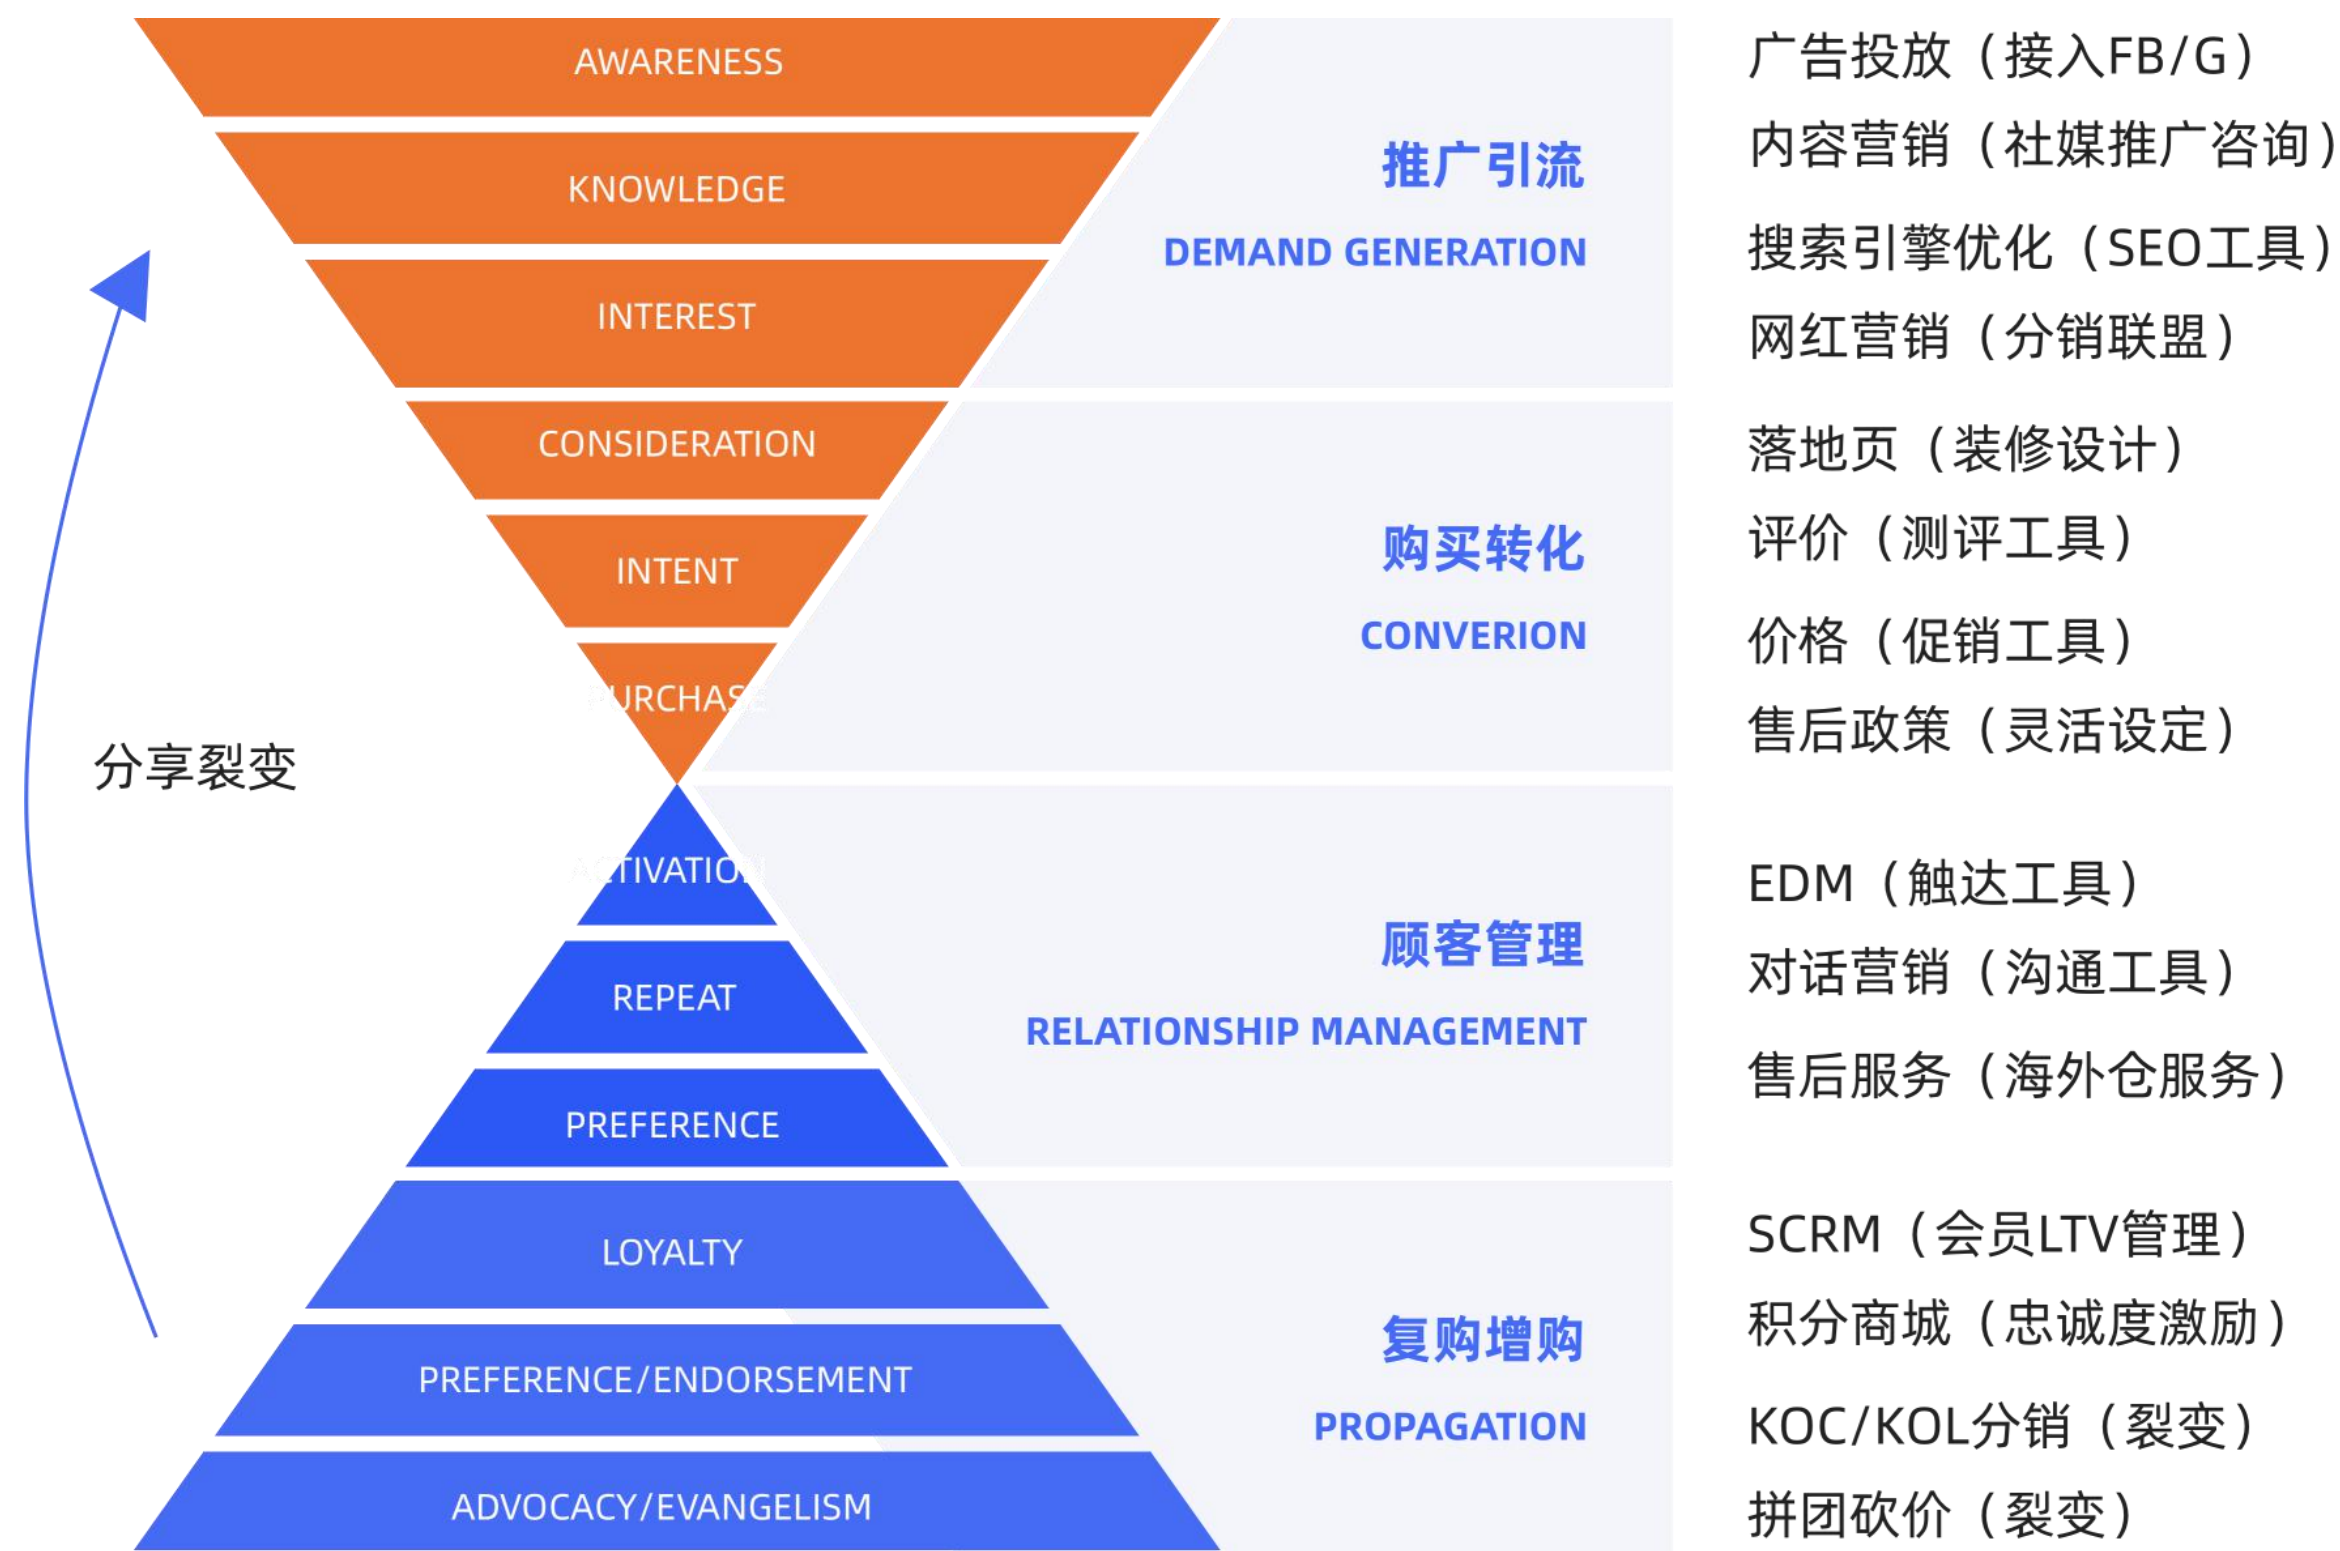 AWARENESS
KNOWLEDGE
INTEREST
CONSIDERATION
INTENT
PURCHASE
ACTIVATION
REPEAT
PREFERENCE
LOYALTY
PREFERENCE/ENDORSEMENT
ADVOCACY/EVANGELISM
分享裂变
推广引流
DEMAND GENERATION
购买转化
CONVERION
顾客管理
RELATIONSHIP MANAGEMENT
复购增购
PROPAGATION
广告投放（接入FB/G）
内容营销（社媒推广咨询）
搜索引擎优化（SEO工具）
网红营销（分销联盟）
落地页（装修设计）
评价（测评工具）
价格（促销工具）
售后政策（灵活设定）
EDM（触达工具）
对话营销（沟通工具）
售后服务（海外仓服务）
SCRM（会员LTV管理）
积分商城（忠诚度激励）
KOC/KOL分销（裂变）
拼团砍价（裂变）